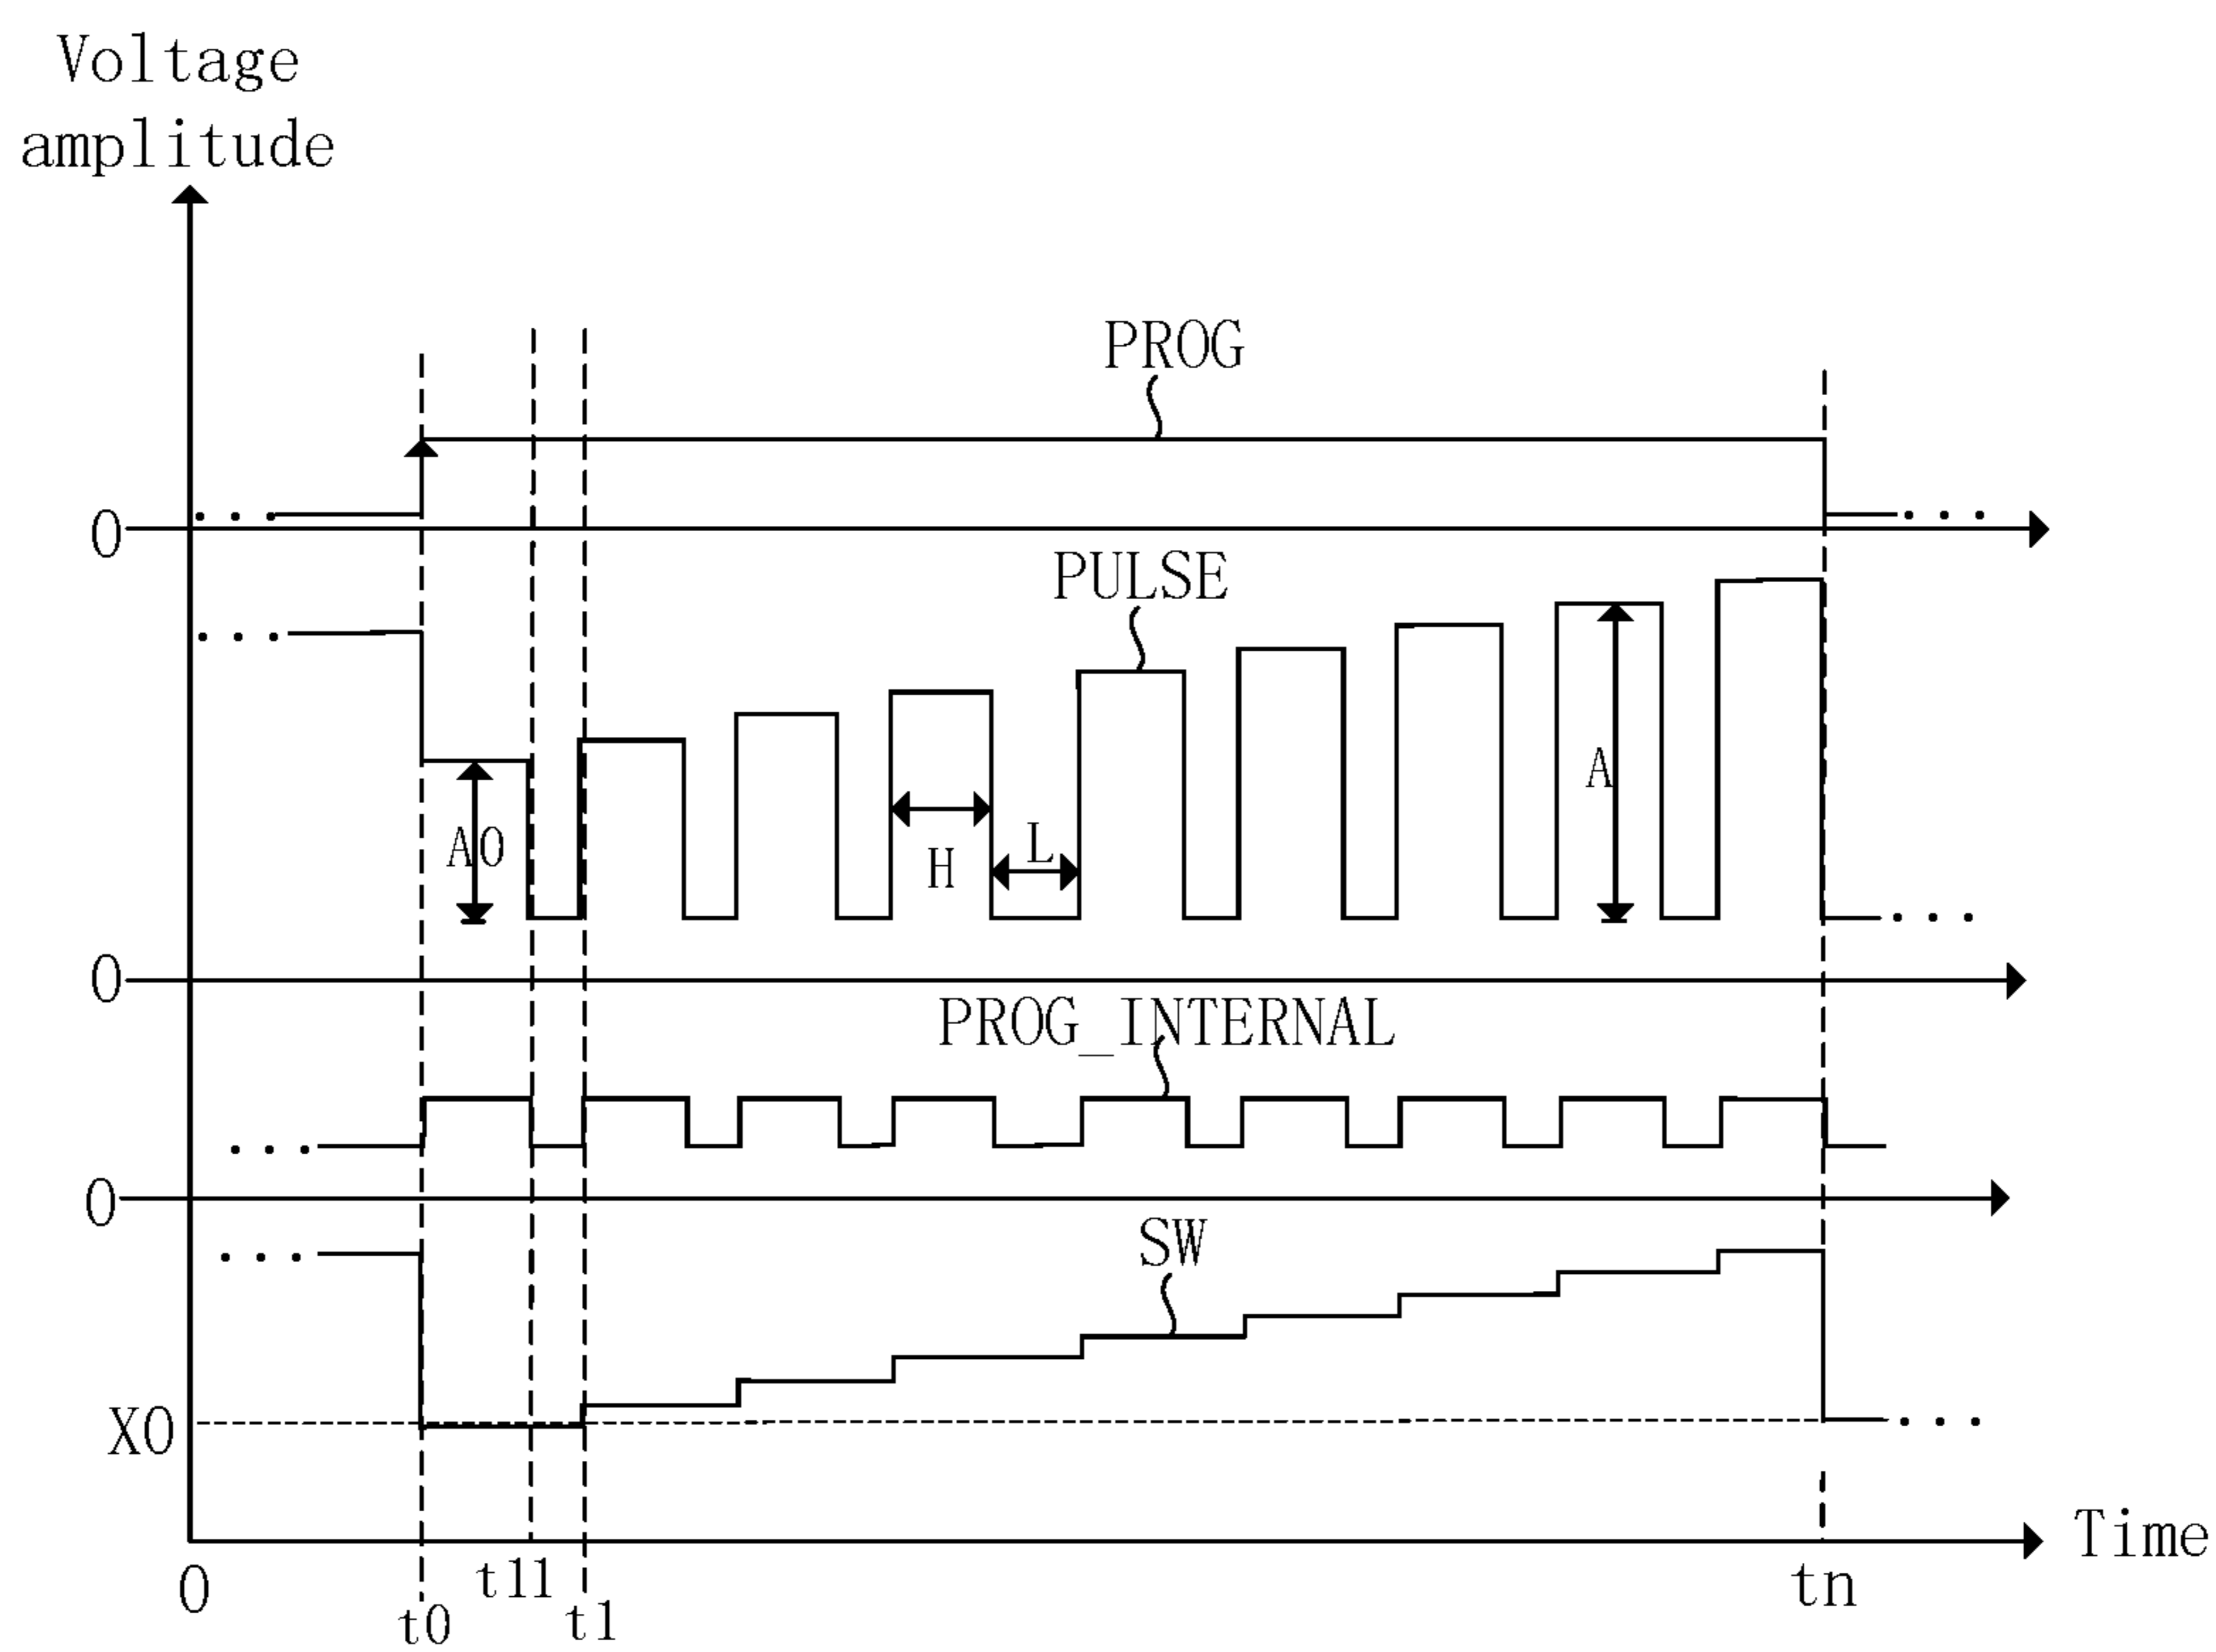 Voltage
amplitude
PROG
0
PULSE
A0
H
L
A
0
PROG_INTERNAL
0
SW
X0
Time
0
t0
t11
t1
tn